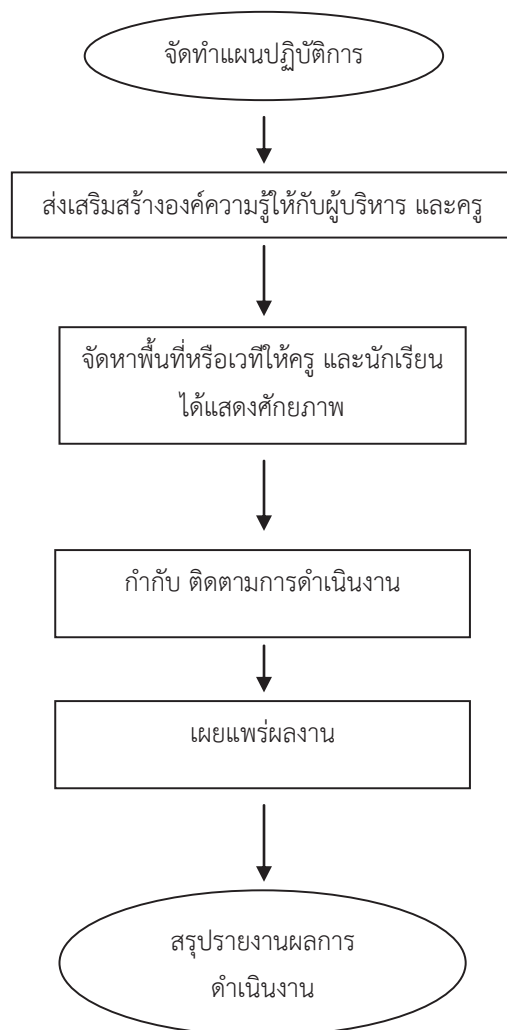 จัดทำแผนปฏิบัติการ
ส่งเสริมสร้างองค์ความรู้ให้กับผู้บริหาร และครู
จัดหาพื้นที่หรือเวทีให้ครู และนักเรียน
ได้แสดงศักยภาพ
กำกับ ติดตามการดำเนินงาน
เผยแพร่ผลงาน
สรุปรายงานผลการ
ดำเนินงาน